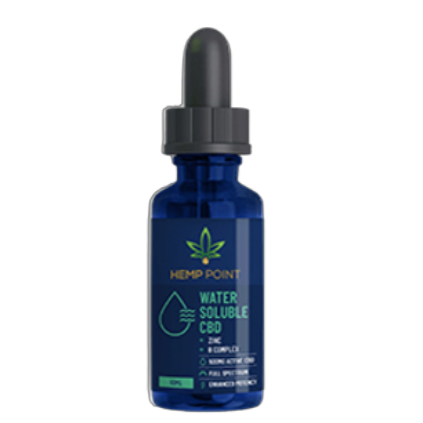 HEMP POINT
WATER
SOLUBLE
CBD
+ ZINC
+ B COMPLEX
FULL SPECTRUM
ENHANCED POTENCY